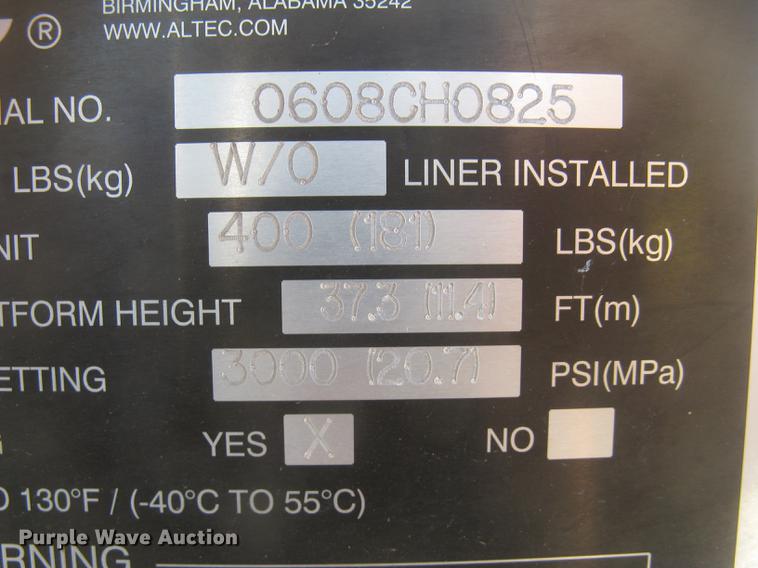 BIRMINGHAM, ALABAMA 35242
® WWW.ALTEC.COM
IAL NO. 0608CH0825
LBS(kg) W/O LINER INSTALLED
NIT 400 (181) LBS(kg)
TFORM HEIGHT 37.3 (11.4) FT(m)
ETTING 3000 (20.7) PSI(MPa)
G YES X NO
O 130°F / (-40°C TO 55°C)
Purple Wave Auction
RNING